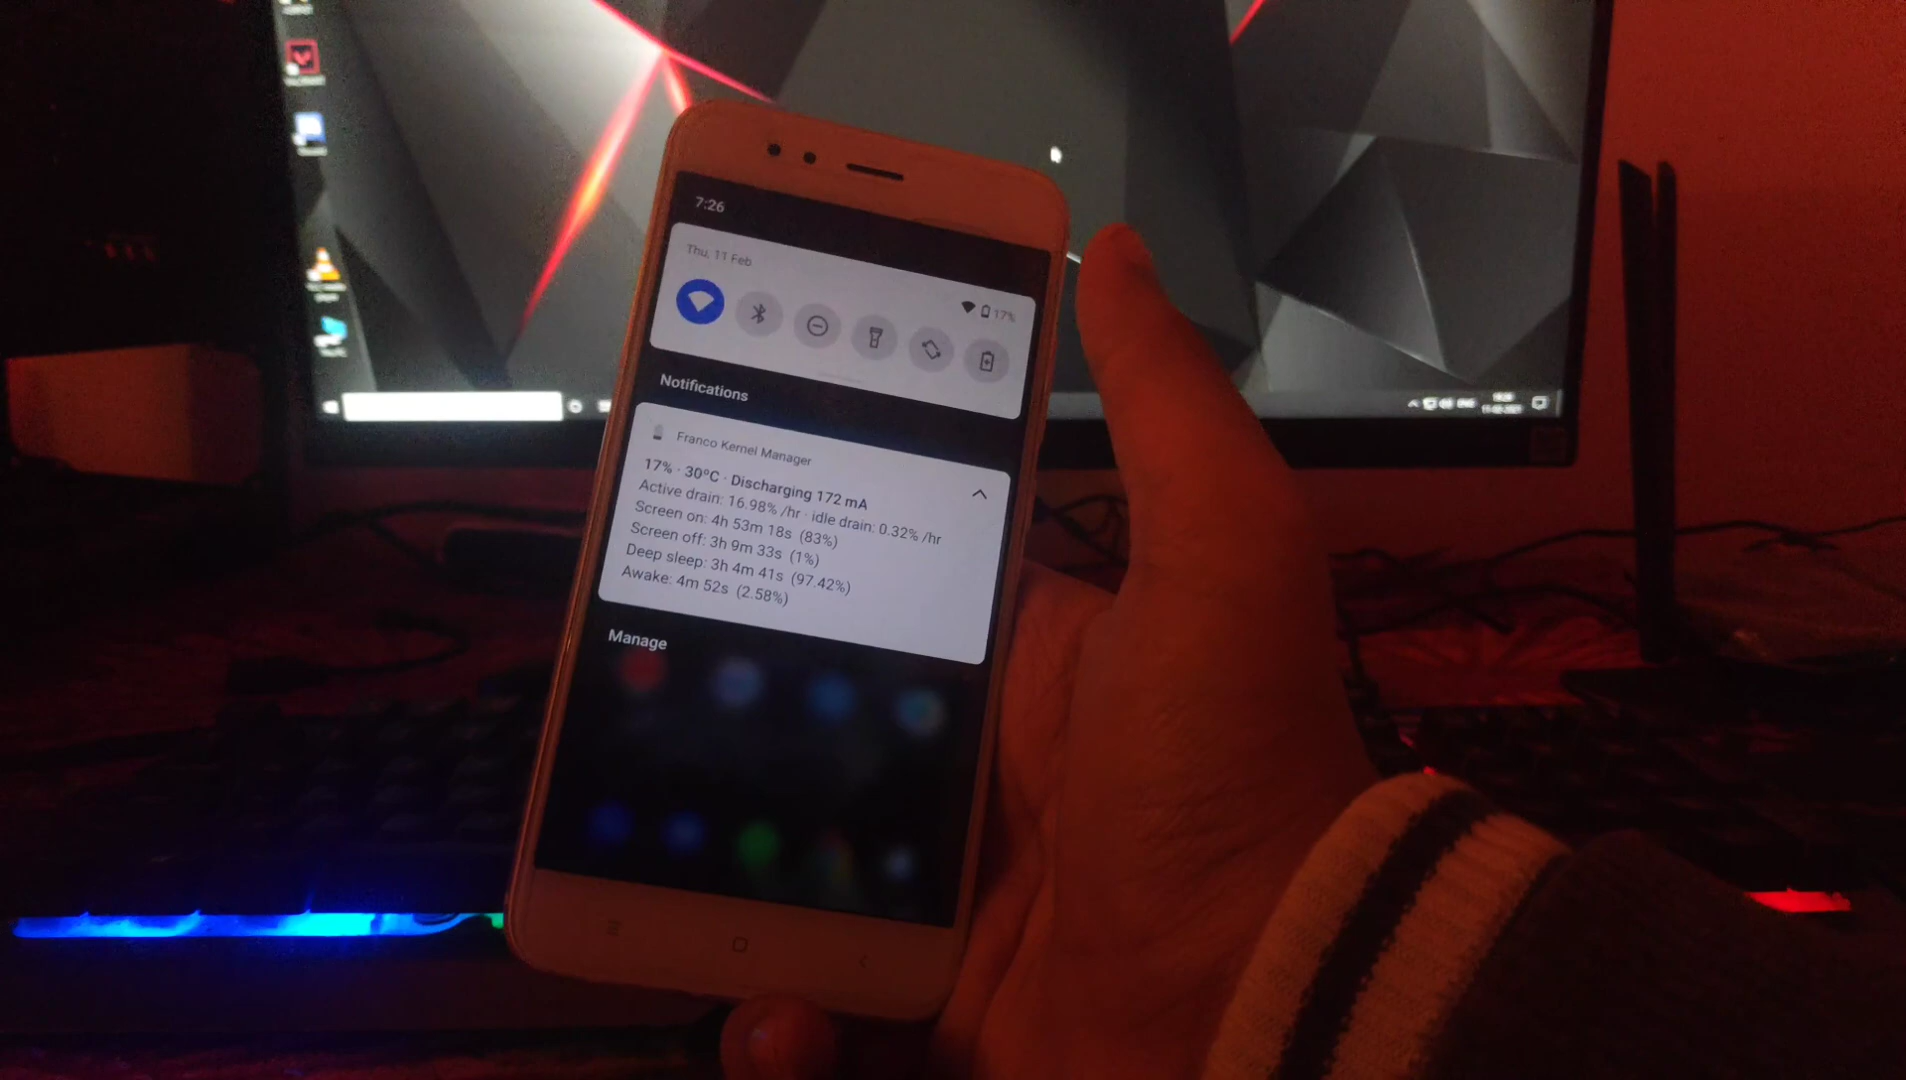 7:26
Thu, 11 Feb
17%
Notifications
Franco Kernel Manager
17% · 30°C · Discharging 172 mA
Active drain: 16.98% /hr · idle drain: 0.32% /hr
Screen on: 4h 53m 18s (83%)
Screen off: 3h 9m 33s (1%)
Deep sleep: 3h 4m 41s (97.42%)
Awake: 4m 52s (2.58%)
Manage